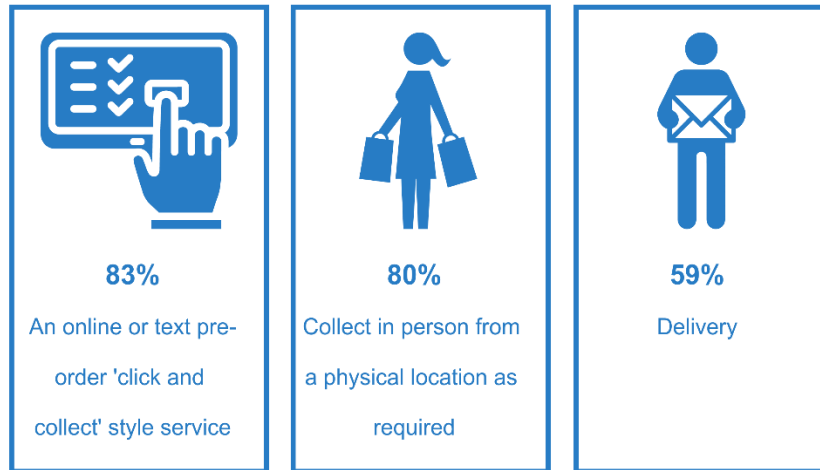 83%
An online or text pre-
order 'click and
collect' style service
80%
Collect in person from
a physical location as
required
59%
Delivery